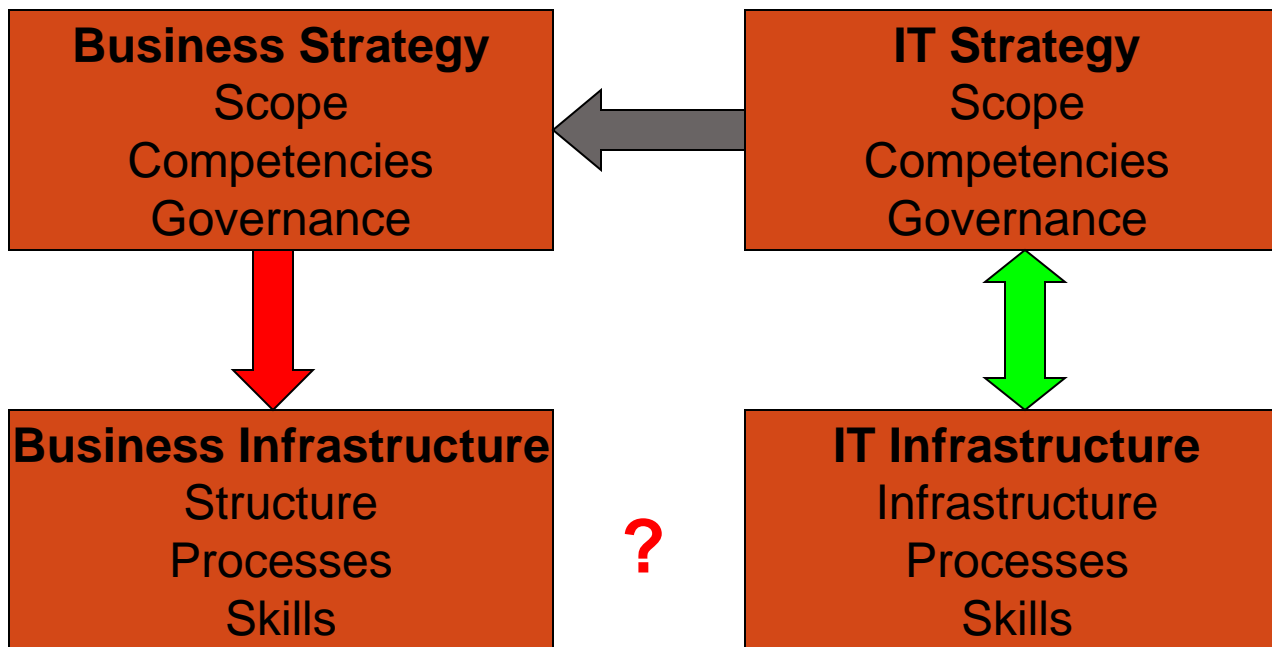 Business Strategy
Scope
Competencies
Governance
IT Strategy
Scope
Competencies
Governance
Business Infrastructure
Structure
Processes
Skills
?
IT Infrastructure
Infrastructure
Processes
Skills